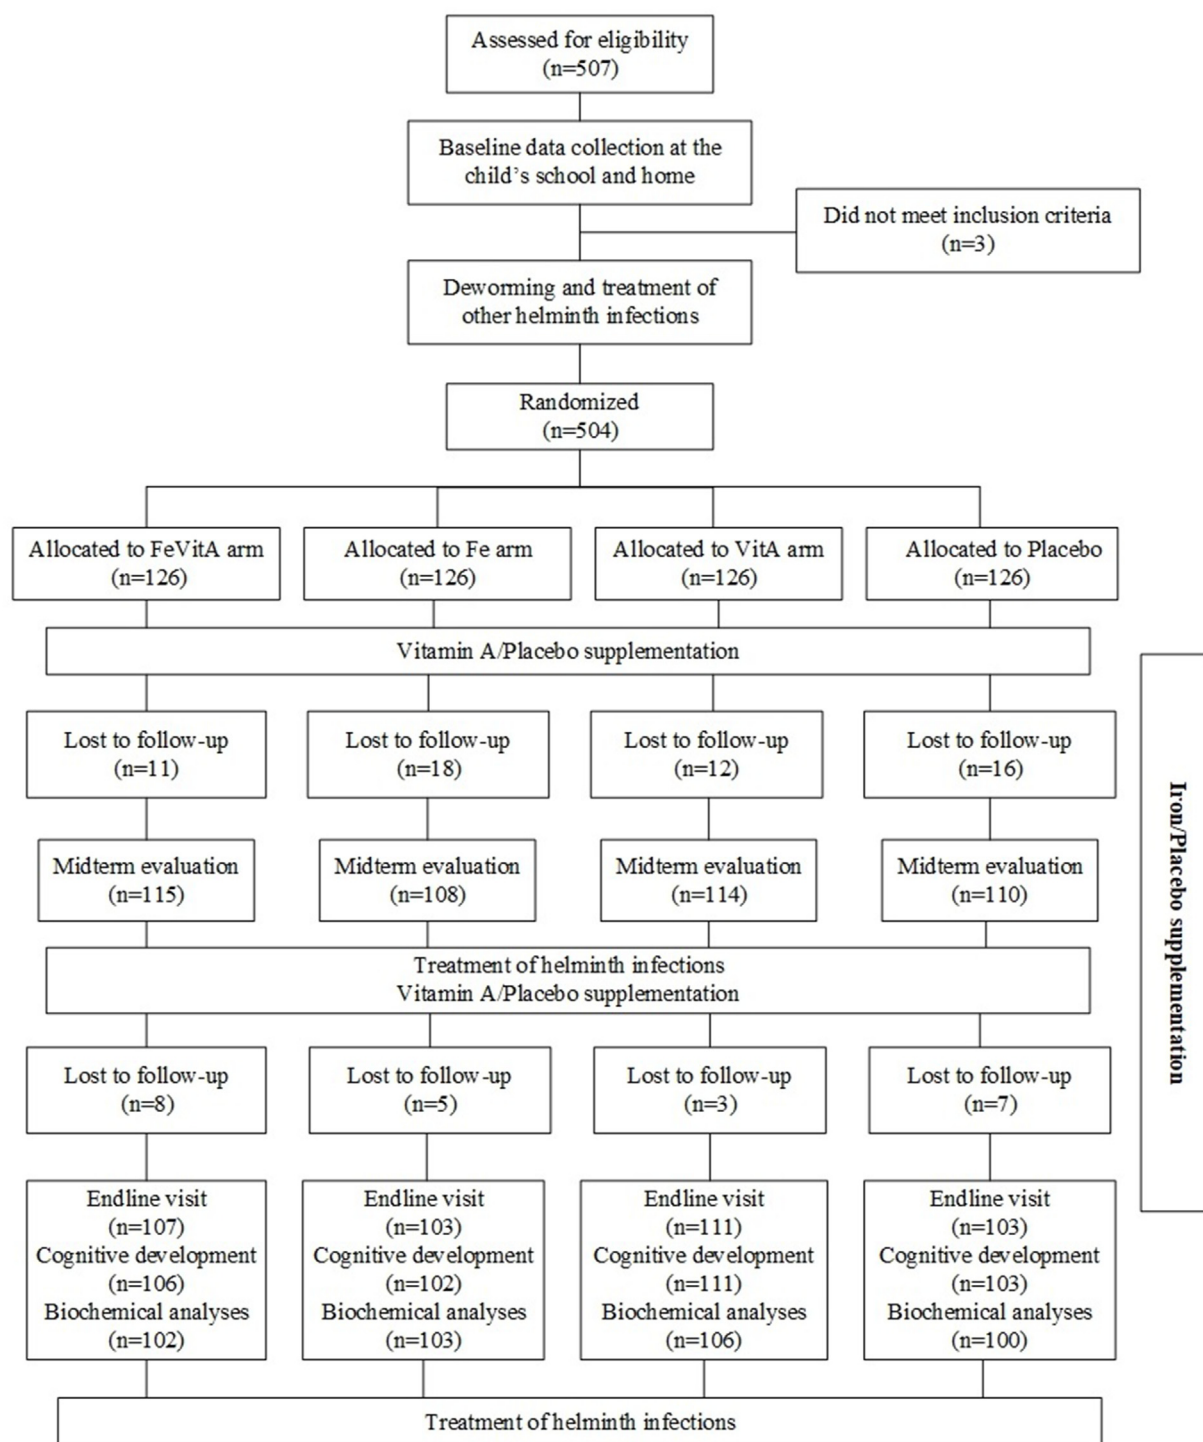 Assessed for eligibility
(n=507)
Baseline data collection at the
child's school and home
Did not meet inclusion criteria
(n=3)
Deworming and treatment of
other helminth infections
Randomized
(n=504)
Allocated to FeVitA arm
(n=126)
Allocated to Fe arm
(n=126)
Allocated to VitA arm
(n=126)
Allocated to Placebo
(n=126)
Vitamin A/Placebo supplementation
Iron/Placebo supplementation
Lost to follow-up
(n=11)
Lost to follow-up
(n=18)
Lost to follow-up
(n=12)
Lost to follow-up
(n=16)
Midterm evaluation
(n=115)
Midterm evaluation
(n=108)
Midterm evaluation
(n=114)
Midterm evaluation
(n=110)
Treatment of helminth infections
Vitamin A/Placebo supplementation
Lost to follow-up
(n=8)
Lost to follow-up
(n=5)
Lost to follow-up
(n=3)
Lost to follow-up
(n=7)
Endline visit
(n=107)
Cognitive development
(n=106)
Biochemical analyses
(n=102)
Endline visit
(n=103)
Cognitive development
(n=102)
Biochemical analyses
(n=103)
Endline visit
(n=111)
Cognitive development
(n=111)
Biochemical analyses
(n=106)
Endline visit
(n=103)
Cognitive development
(n=103)
Biochemical analyses
(n=100)
Treatment of helminth infections